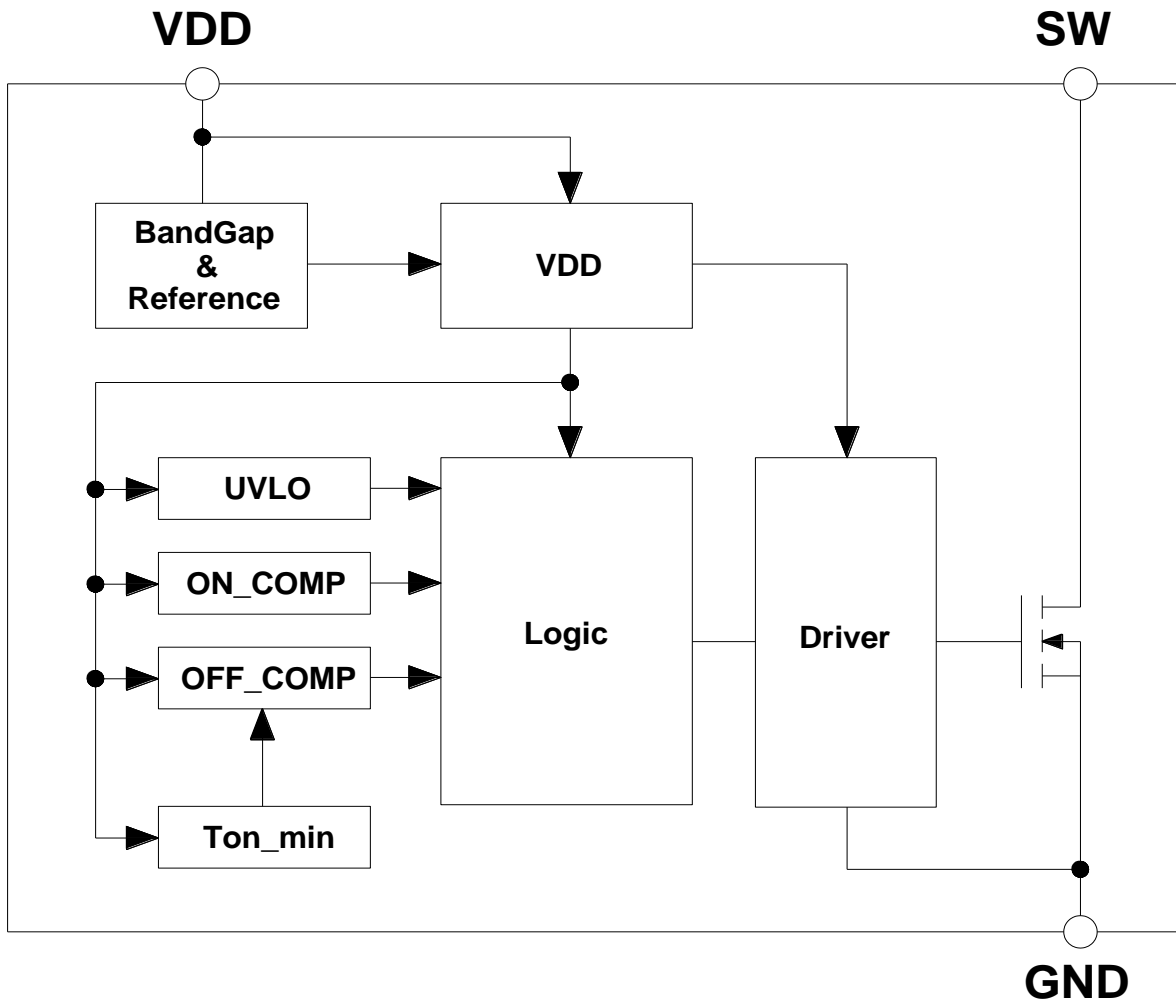 VDD
SW
BandGap
&
Reference
VDD
UVLO
ON_COMP
OFF_COMP
Ton_min
Logic
Driver
GND